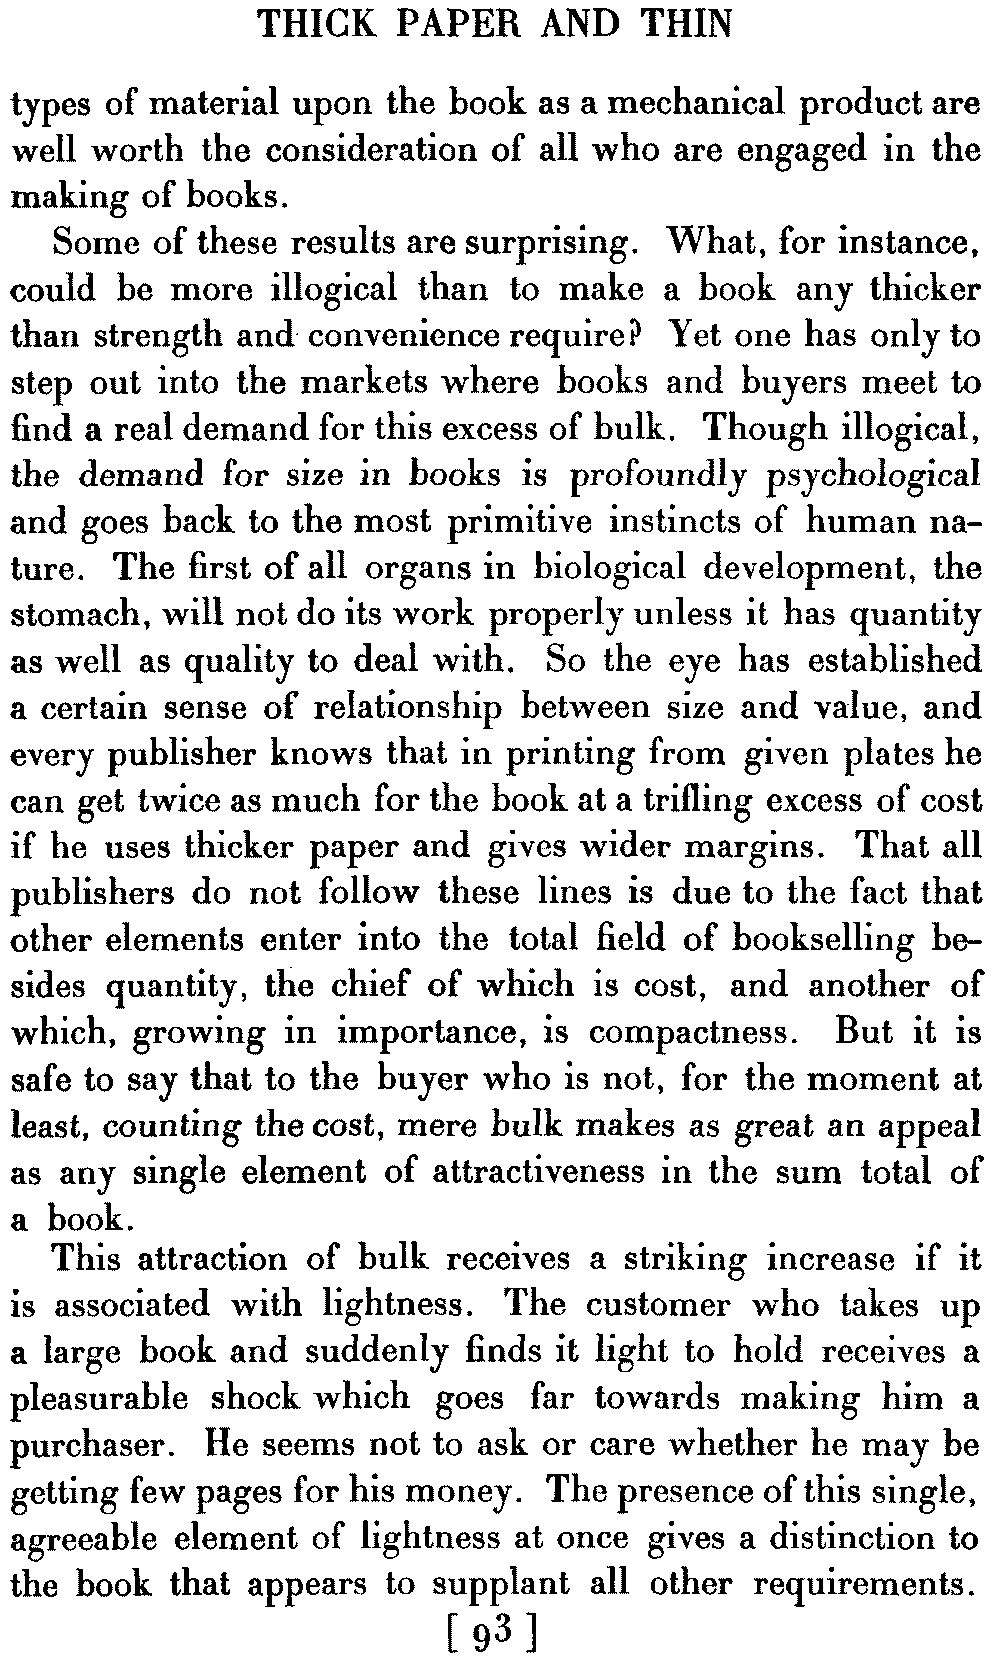 THICK PAPER AND THIN
types of material upon the book as a mechanical product are
well worth the consideration of all who are engaged in the
making of books.
Some of these results are surprising. What, for instance,
could be more illogical than to make a book any thicker
than strength and convenience require? Yet one has only to
step out into the markets where books and buyers meet to
find a real demand for this excess of bulk. Though illogical,
the demand for size in books is profoundly psychological
and goes back to the most primitive instincts of human na-
ture. The first of all organs in biological development, the
stomach, will not do its work properly unless it has quantity
as well as quality to deal with. So the eye has established
a certain sense of relationship between size and value, and
every publisher knows that in printing from given plates he
can get twice as much for the book at a trifling excess of cost
if he uses thicker paper and gives wider margins. That all
publishers do not follow these lines is due to the fact that
other elements enter into the total field of bookselling be-
sides quantity, the chief of which is cost, and another of
which, growing in importance, is compactness. But it is
safe to say that to the buyer who is not, for the moment at
least, counting the cost, mere bulk makes as great an appeal
as any single element of attractiveness in the sum total of
a book.
This attraction of bulk receives a striking increase if it
is associated with lightness. The customer who takes up
a large book and suddenly finds it light to hold receives a
pleasurable shock which goes far towards making him a
purchaser. He seems not to ask or care whether he may be
getting few pages for his money. The presence of this single,
agreeable element of lightness at once gives a distinction to
the book that appears to supplant all other requirements.
[ 93 ]